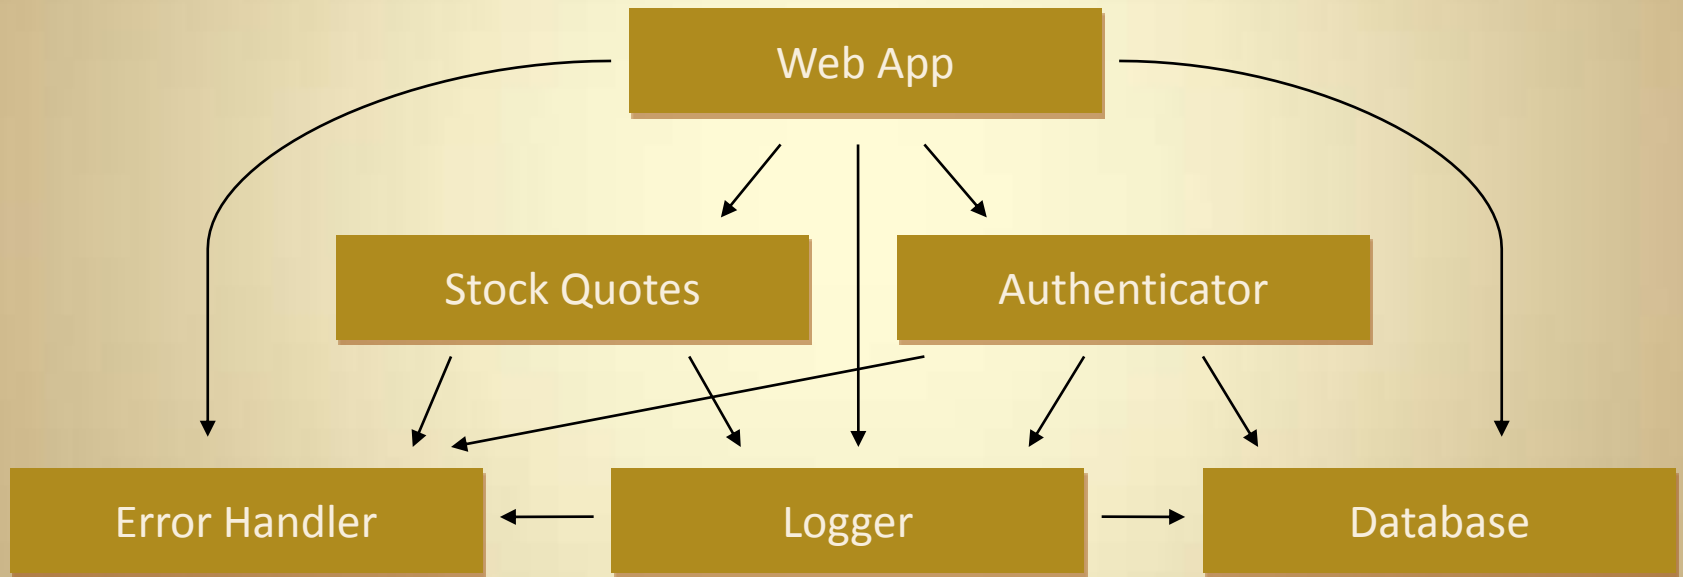 Web App
Stock Quotes
Authenticator
Error Handler
Logger
Database